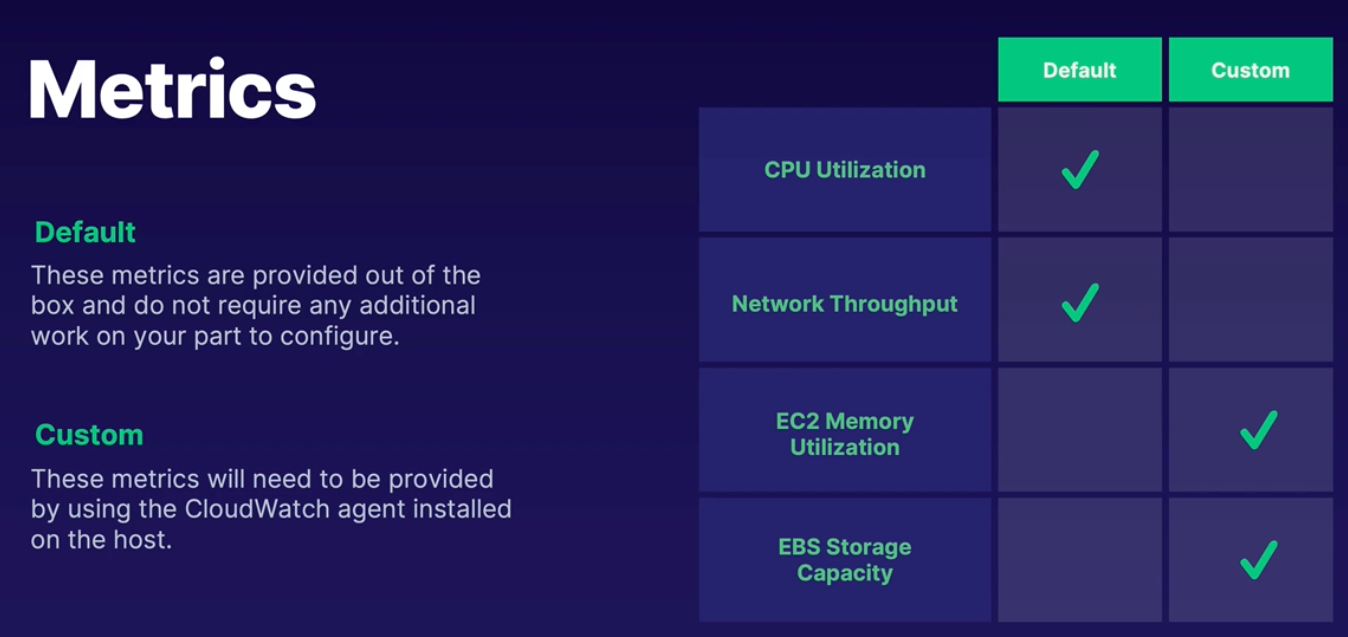 Metrics
Default
These metrics are provided out of the
box and do not require any additional
work on your part to configure.
Custom
These metrics will need to be provided
by using the CloudWatch agent installed
on the host.
Default Custom
CPU Utilization
Network Throughput
EC2 Memory
Utilization
EBS Storage
Capacity